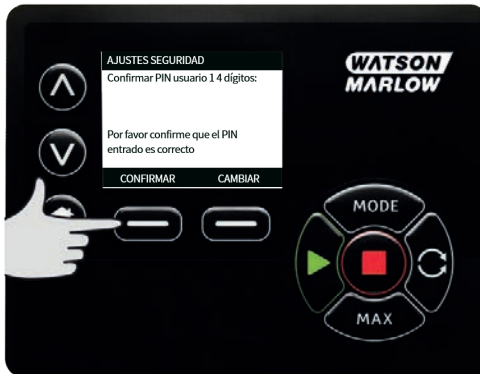 AJUSTES SEGURIDAD
Confirmar PIN usuario 1 4 dígitos:
Por favor confirme que el PIN
entrado es correcto
CONFIRMAR CAMBIAR
WATSON
MARLOW
MODE
MAX